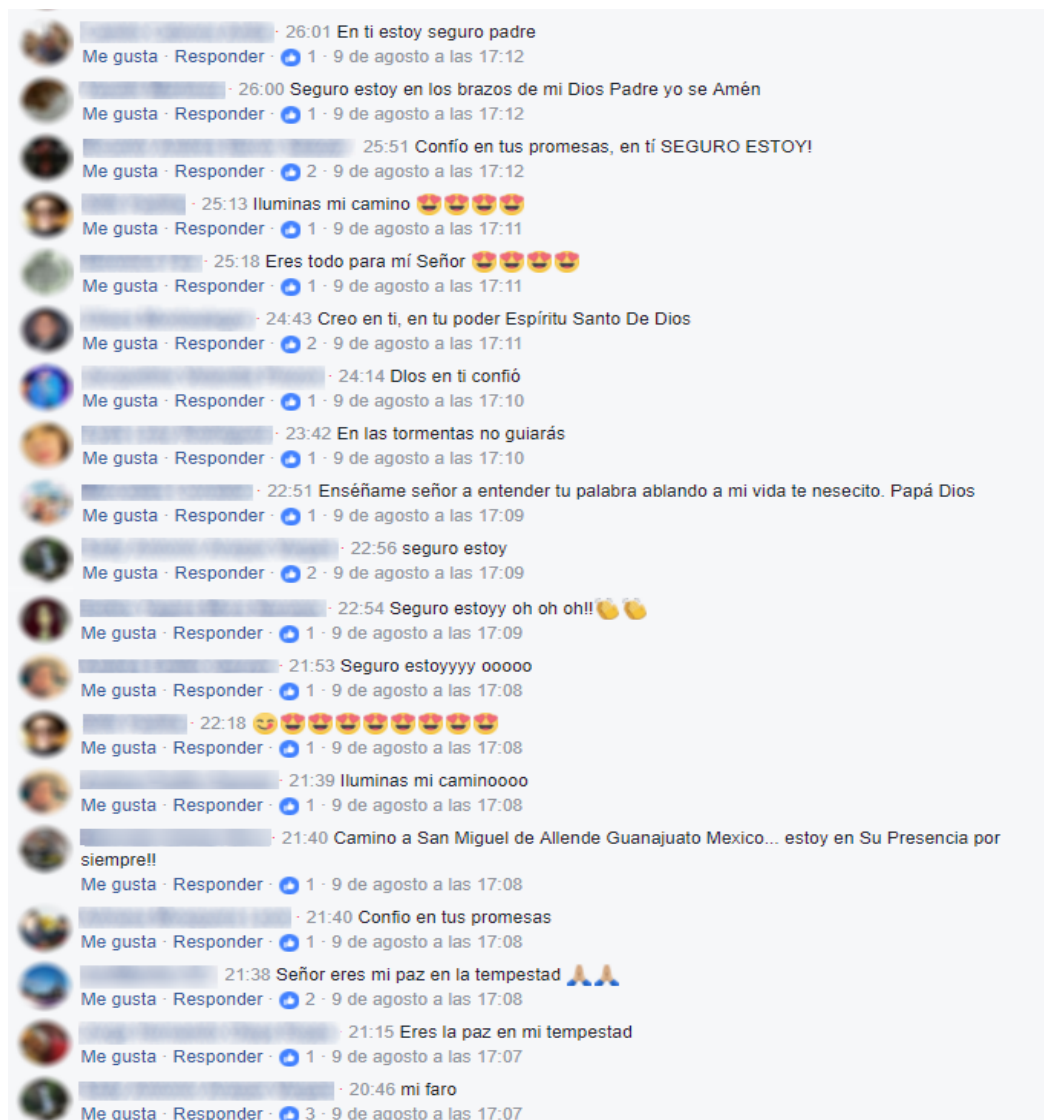 · 26:01 En ti estoy seguro padre
Me gusta · Responder · 1 · 9 de agosto a las 17:12
· 26:00 Seguro estoy en los brazos de mi Dios Padre yo se Amén
Me gusta · Responder · 1 · 9 de agosto a las 17:12
25:51 Confío en tus promesas, en tí SEGURO ESTOY!
Me gusta · Responder · 2 · 9 de agosto a las 17:12
· 25:13 Iluminas mi camino 😍😍😍😍
Me gusta · Responder · 1 · 9 de agosto a las 17:11
· 25:18 Eres todo para mí Señor 😍😍😍😍
Me gusta · Responder · 1 · 9 de agosto a las 17:11
· 24:43 Creo en ti, en tu poder Espíritu Santo De Dios
Me gusta · Responder · 2 · 9 de agosto a las 17:11
· 24:14 DIos en ti confió
Me gusta · Responder · 1 · 9 de agosto a las 17:10
· 23:42 En las tormentas no guiarás
Me gusta · Responder · 1 · 9 de agosto a las 17:10
· 22:51 Enséñame señor a entender tu palabra ablando a mi vida te nesecito. Papá Dios
Me gusta · Responder · 1 · 9 de agosto a las 17:09
· 22:56 seguro estoy
Me gusta · Responder · 2 · 9 de agosto a las 17:09
· 22:54 Seguro estoyy oh oh oh!!👏👏
Me gusta · Responder · 1 · 9 de agosto a las 17:09
· 21:53 Seguro estoyyyy ooooo
Me gusta · Responder · 1 · 9 de agosto a las 17:08
· 22:18 😋😍😍😍😍😍😍😍😍
Me gusta · Responder · 1 · 9 de agosto a las 17:08
· 21:39 Iluminas mi caminoooo
Me gusta · Responder · 1 · 9 de agosto a las 17:08
· 21:40 Camino a San Miguel de Allende Guanajuato Mexico... estoy en Su Presencia por
siempre!!
Me gusta · Responder · 1 · 9 de agosto a las 17:08
· 21:40 Confio en tus promesas
Me gusta · Responder · 1 · 9 de agosto a las 17:08
21:38 Señor eres mi paz en la tempestad 🙏🙏
Me gusta · Responder · 2 · 9 de agosto a las 17:08
· 21:15 Eres la paz en mi tempestad
Me gusta · Responder · 1 · 9 de agosto a las 17:07
· 20:46 mi faro
Me gusta · Responder · 3 · 9 de agosto a las 17:07